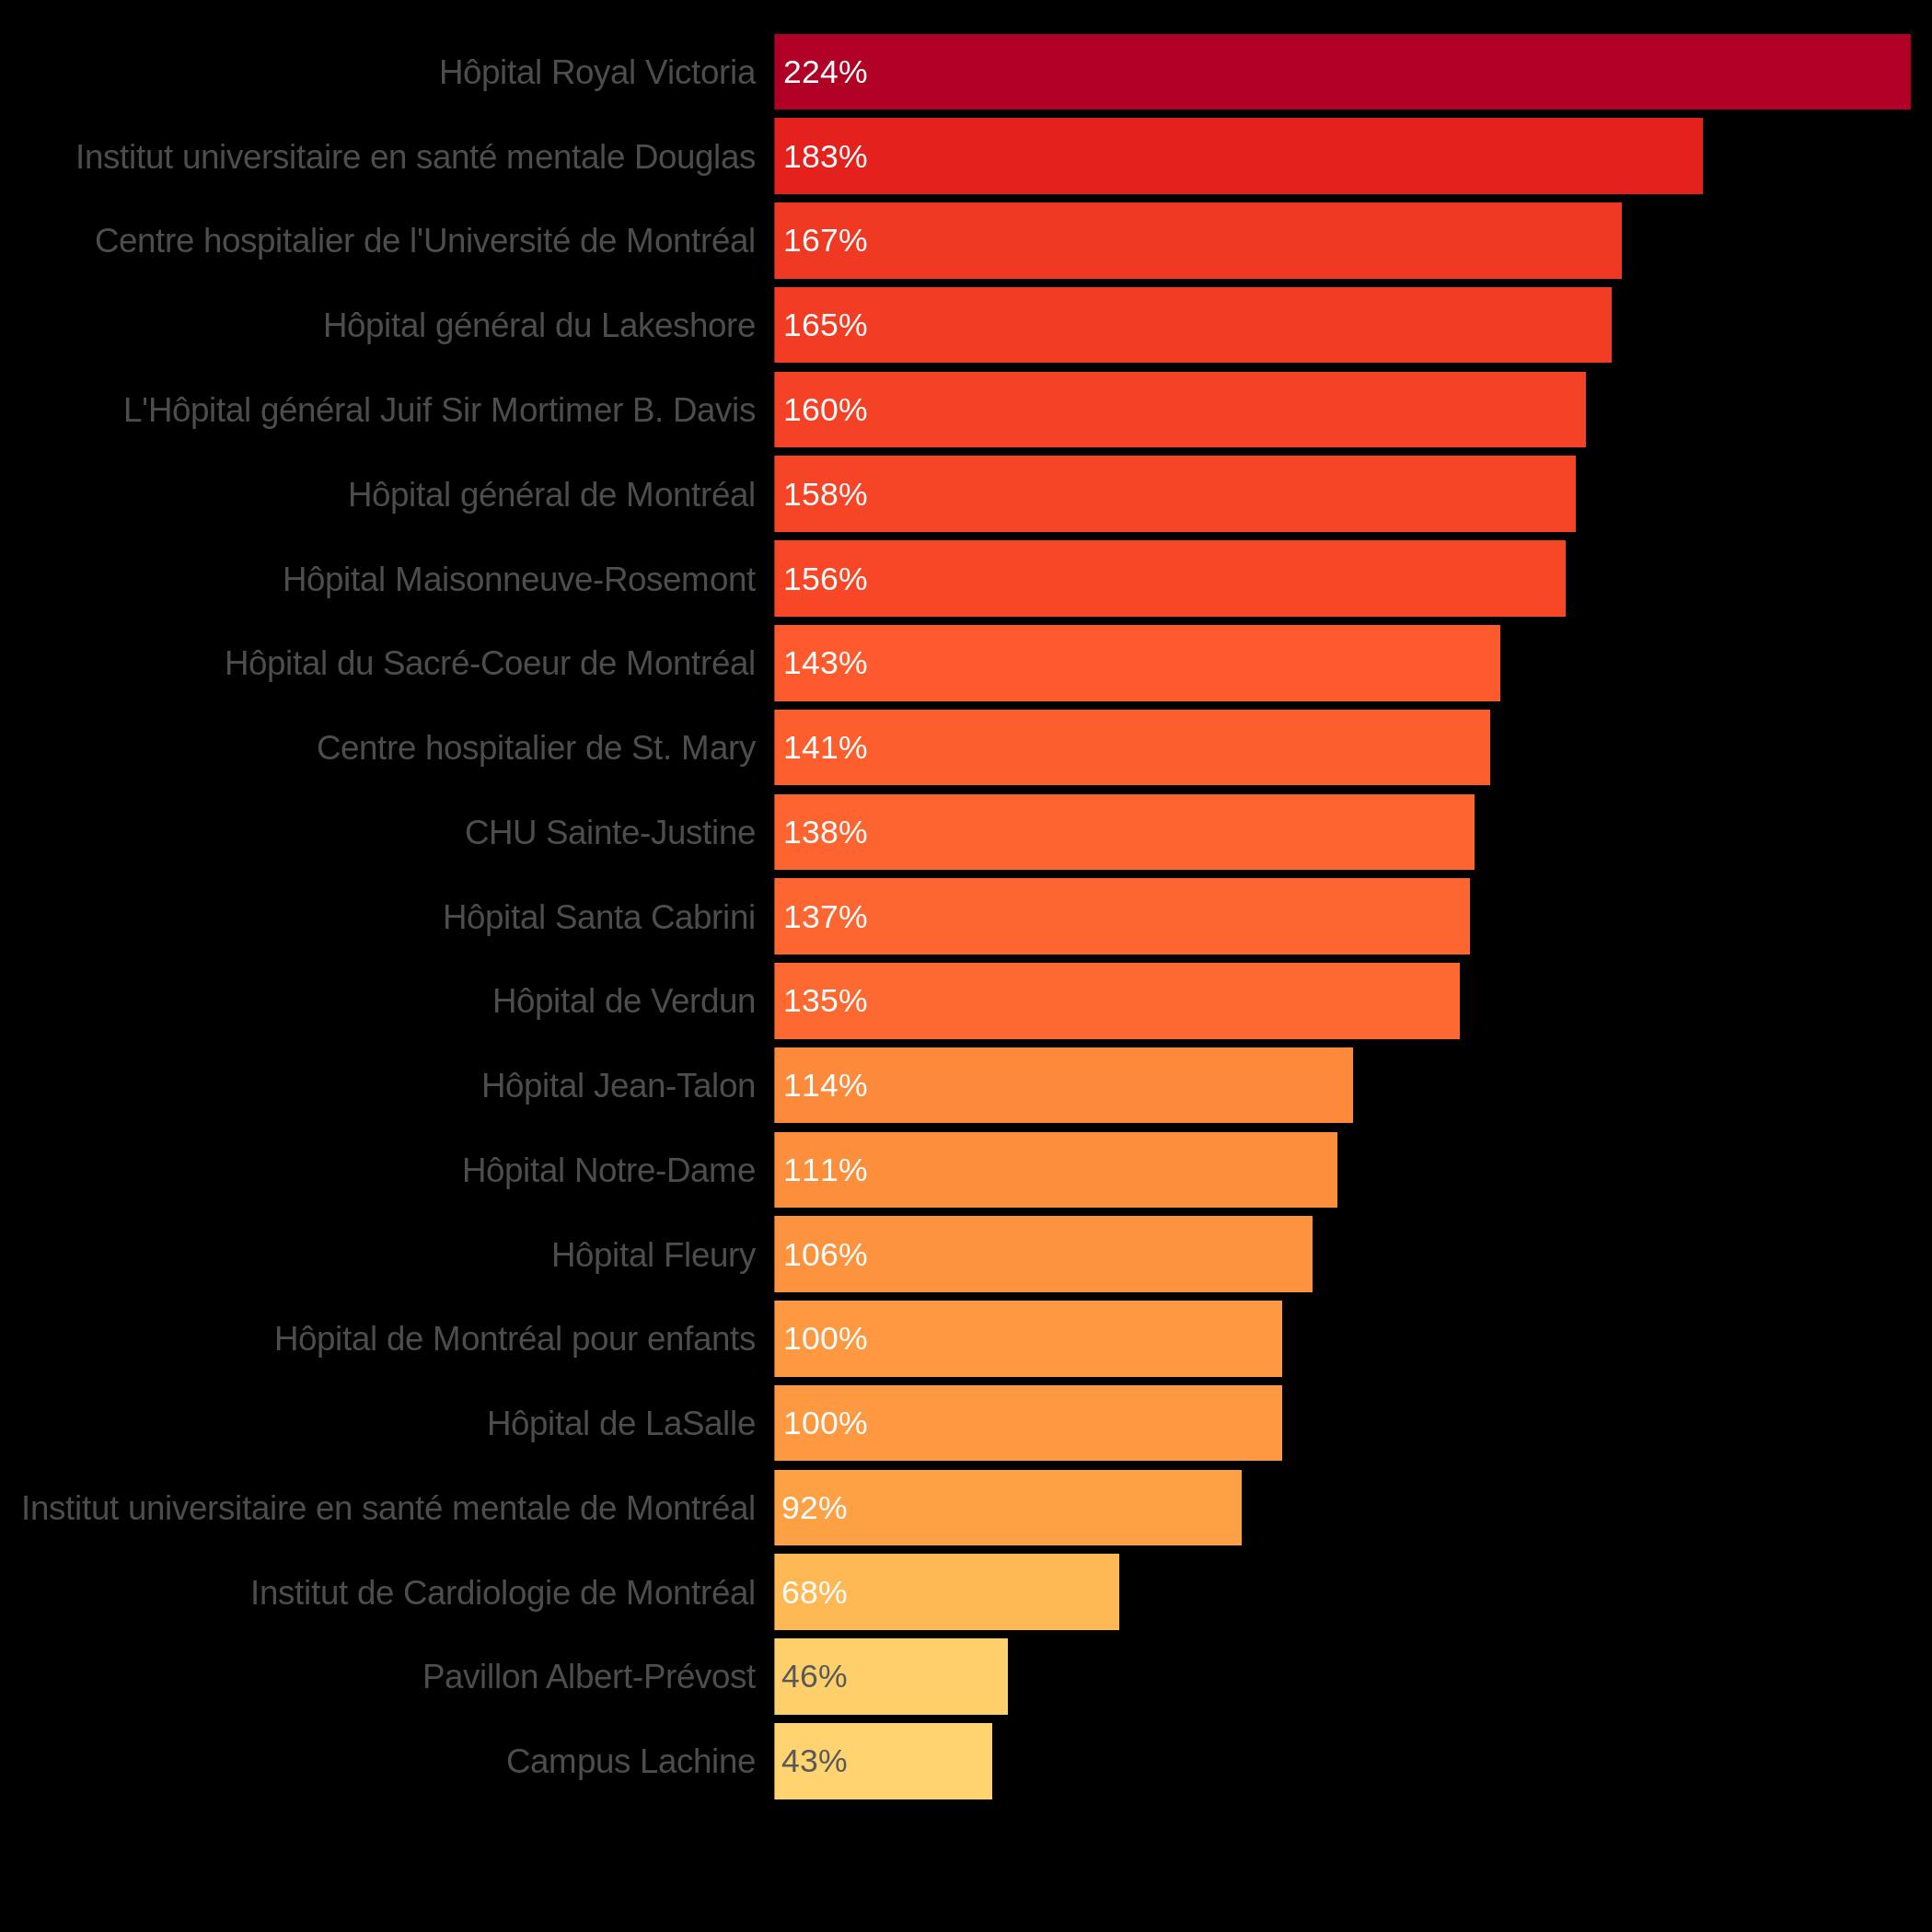 Hôpital Royal Victoria 224%
Institut universitaire en santé mentale Douglas 183%
Centre hospitalier de l'Université de Montréal 167%
Hôpital général du Lakeshore 165%
L'Hôpital général Juif Sir Mortimer B. Davis 160%
Hôpital général de Montréal 158%
Hôpital Maisonneuve-Rosemont 156%
Hôpital du Sacré-Coeur de Montréal 143%
Centre hospitalier de St. Mary 141%
CHU Sainte-Justine 138%
Hôpital Santa Cabrini 137%
Hôpital de Verdun 135%
Hôpital Jean-Talon 114%
Hôpital Notre-Dame 111%
Hôpital Fleury 106%
Hôpital de Montréal pour enfants 100%
Hôpital de LaSalle 100%
Institut universitaire en santé mentale de Montréal 92%
Institut de Cardiologie de Montréal 68%
Pavillon Albert-Prévost 46%
Campus Lachine 43%